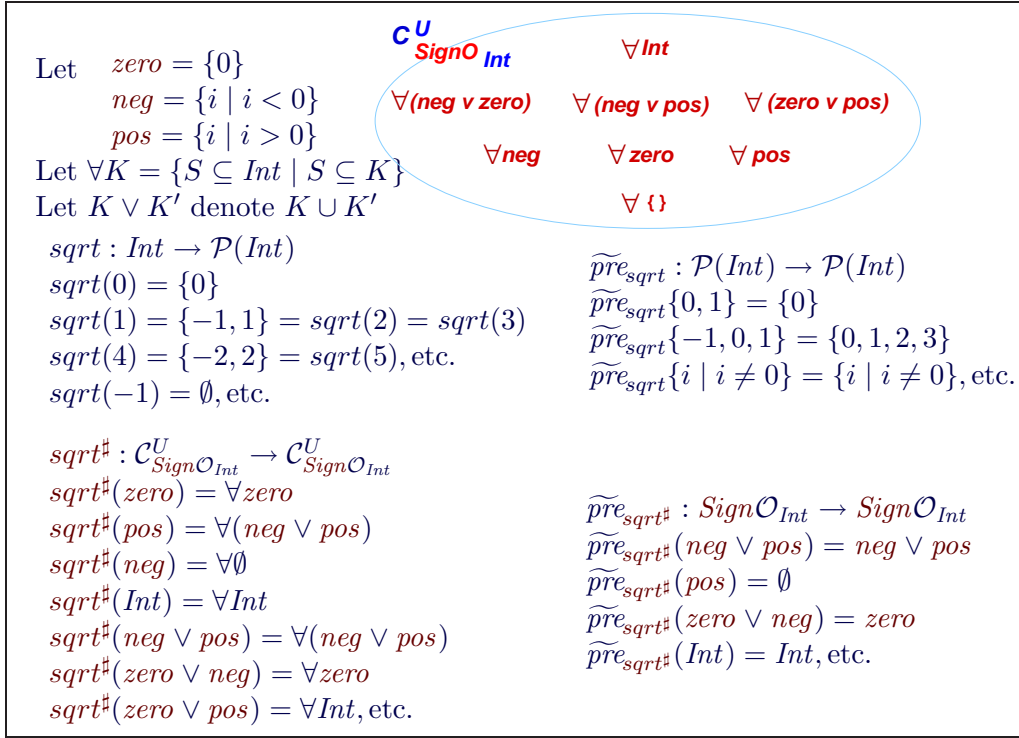 Let zero = {0}
neg = {i | i < 0}
pos = {i | i > 0}
Let ∀K = {S ⊆ Int | S ⊆ K}
Let K ∨ K′ denote K ∪ K′
C^U_SignO_Int
∀ Int
∀(neg v zero) ∀ (neg v pos) ∀ (zero v pos)
∀neg ∀ zero ∀ pos
∀ { }
sqrt : Int → P(Int)
sqrt(0) = {0}
sqrt(1) = {−1, 1} = sqrt(2) = sqrt(3)
sqrt(4) = {−2, 2} = sqrt(5), etc.
sqrt(−1) = ∅, etc.
p̃re_sqrt : P(Int) → P(Int)
p̃re_sqrt{0, 1} = {0}
p̃re_sqrt{−1, 0, 1} = {0, 1, 2, 3}
p̃re_sqrt{i | i ≠ 0} = {i | i ≠ 0}, etc.
sqrt♯ : C^U_SignO_Int → C^U_SignO_Int
sqrt♯(zero) = ∀zero
sqrt♯(pos) = ∀(neg ∨ pos)
sqrt♯(neg) = ∀∅
sqrt♯(Int) = ∀Int
sqrt♯(neg ∨ pos) = ∀(neg ∨ pos)
sqrt♯(zero ∨ neg) = ∀zero
sqrt♯(zero ∨ pos) = ∀Int, etc.
p̃re_sqrt♯ : SignO_Int → SignO_Int
p̃re_sqrt♯(neg ∨ pos) = neg ∨ pos
p̃re_sqrt♯(pos) = ∅
p̃re_sqrt♯(zero ∨ neg) = zero
p̃re_sqrt♯(Int) = Int, etc.